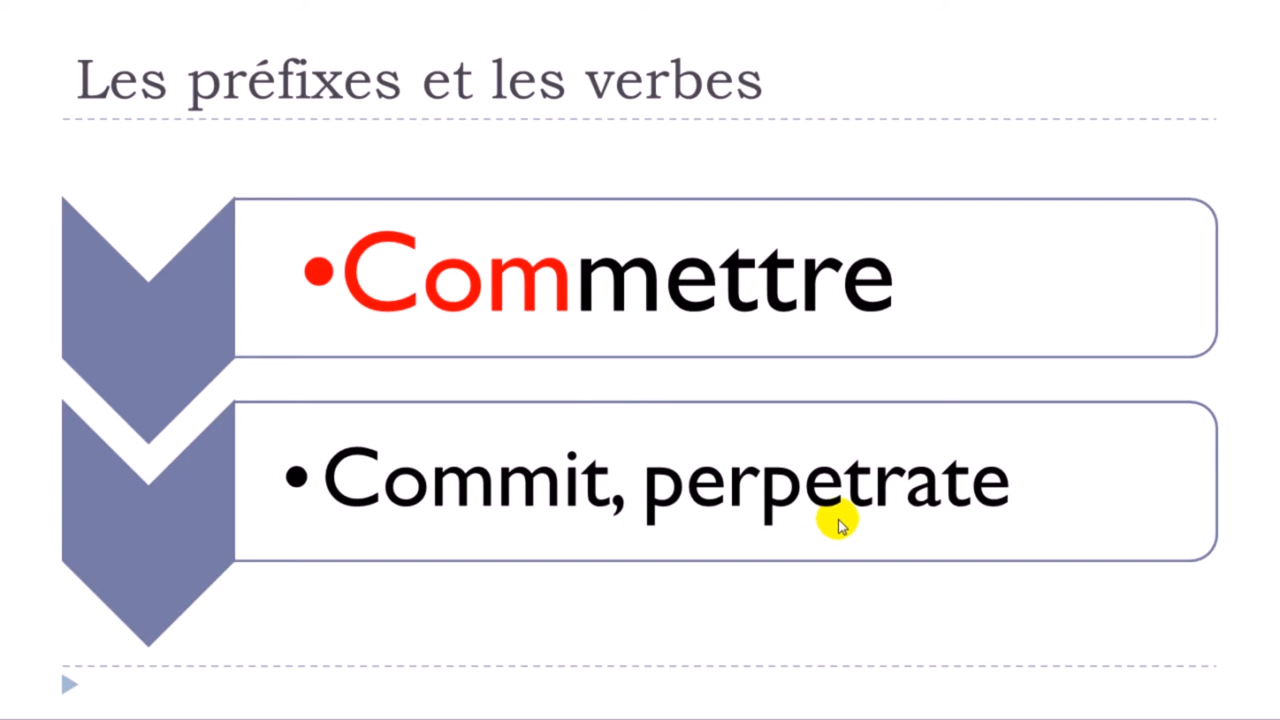 Les préfixes et les verbes
•Commettre
• Commit, perpetrate